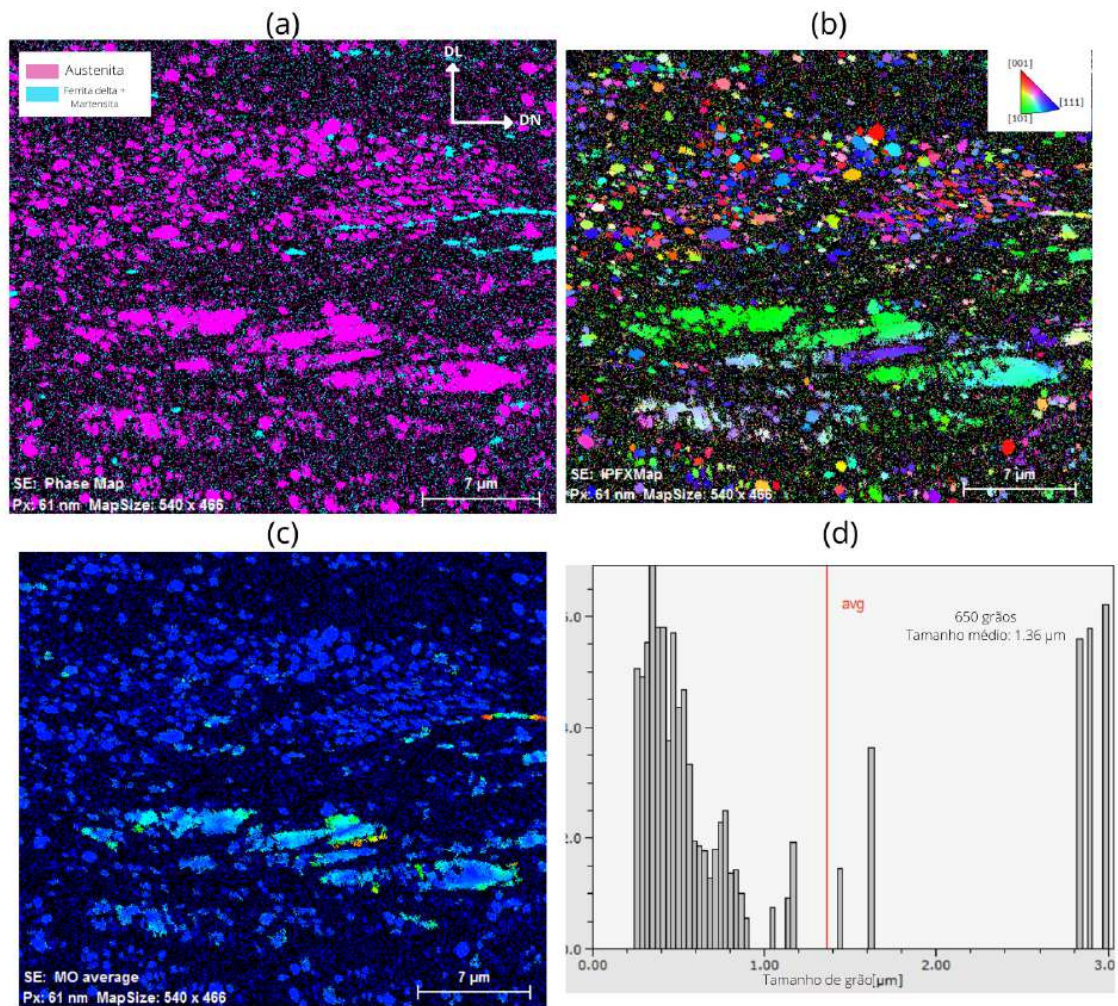 (a)
Austenita
Ferrita delta +
Martensita
DL
DN
SE: Phase Map
Px: 61 nm MapSize: 540 x 466
7 µm
(b)
[001]
[111]
[101]
SE: IPFXMap
Px: 61 nm MapSize: 540 x 466
7 µm
(c)
SE: MO average
Px: 61 nm MapSize: 540 x 466
7 µm
(d)
avg
650 grãos
Tamanho médio: 1.36 µm
4.0
2.0
0.00
1.00
2.00
Tamanho de grão[µm]